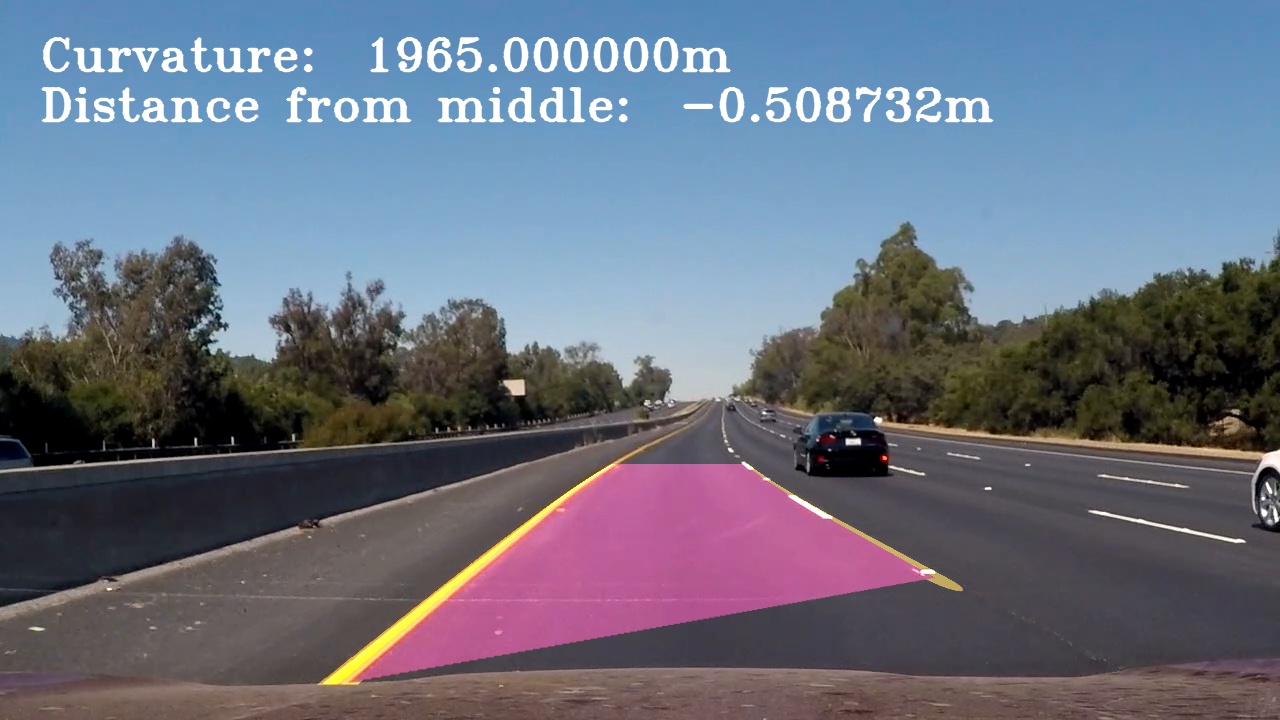 Curvature: 1965.000000m
Distance from middle: −0.508732m